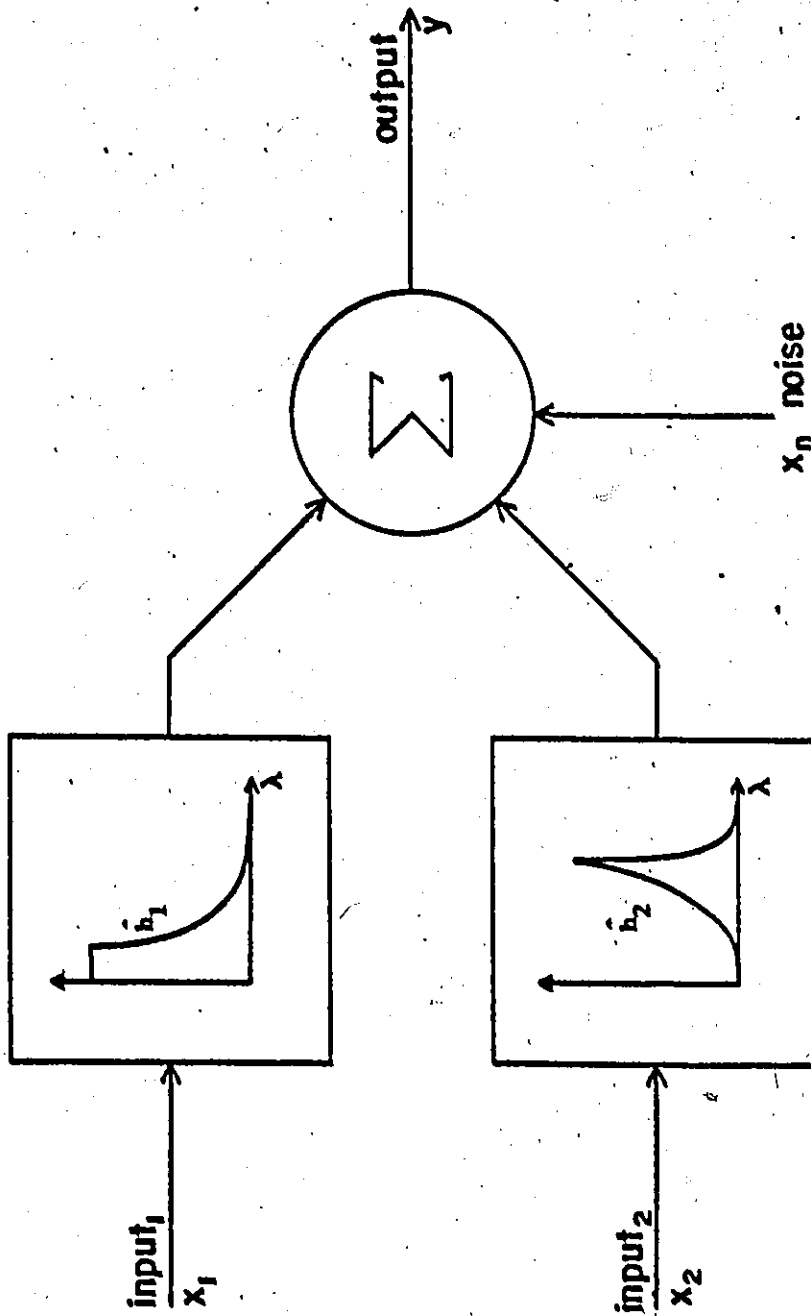 input₁
x₁
ĥ₁
λ
input₂
x₂
ĥ₂
λ
Σ
output
y
xₙ noise